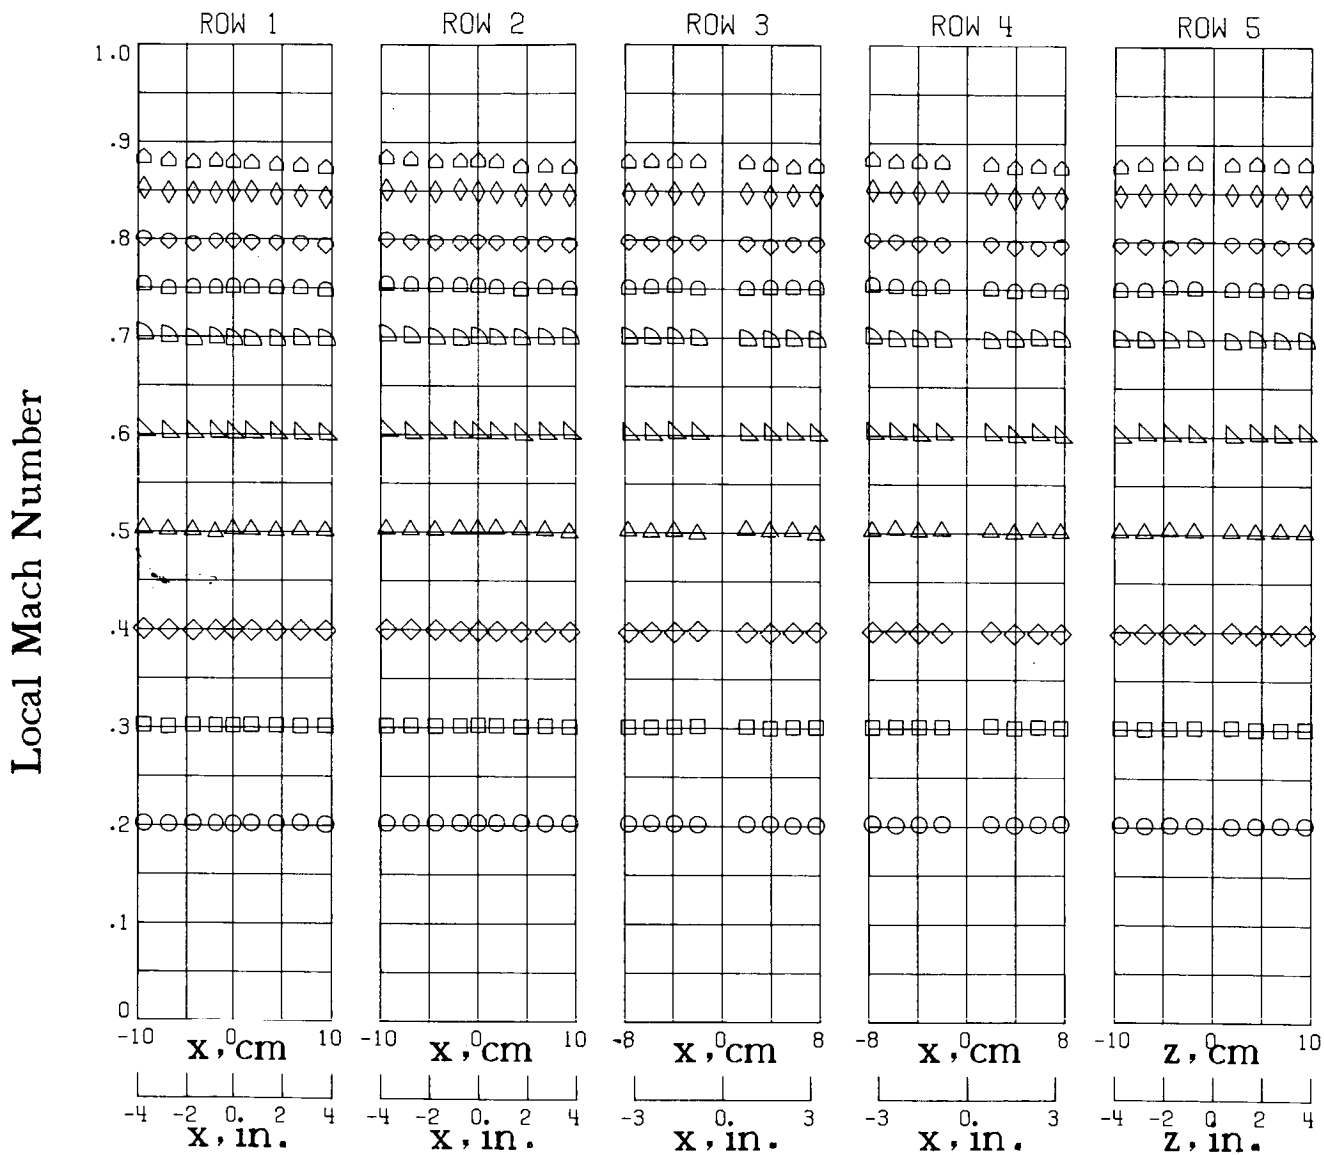 ROW 1 ROW 2 ROW 3 ROW 4 ROW 5
1.0
.9
.8
.7
.6
.5
.4
.3
.2
.1
0
Local Mach Number
-10 0 10 -10 0 10 -8 0 8 -8 0 8 -10 0 10
x, cm x, cm x, cm x, cm z, cm
-4 -2 0. 2 4 -4 -2 0. 2 4 -3 0. 3 -3 0. 3 -4 -2 0. 2 4
x, in. x, in. x, in. x, in. z, in.